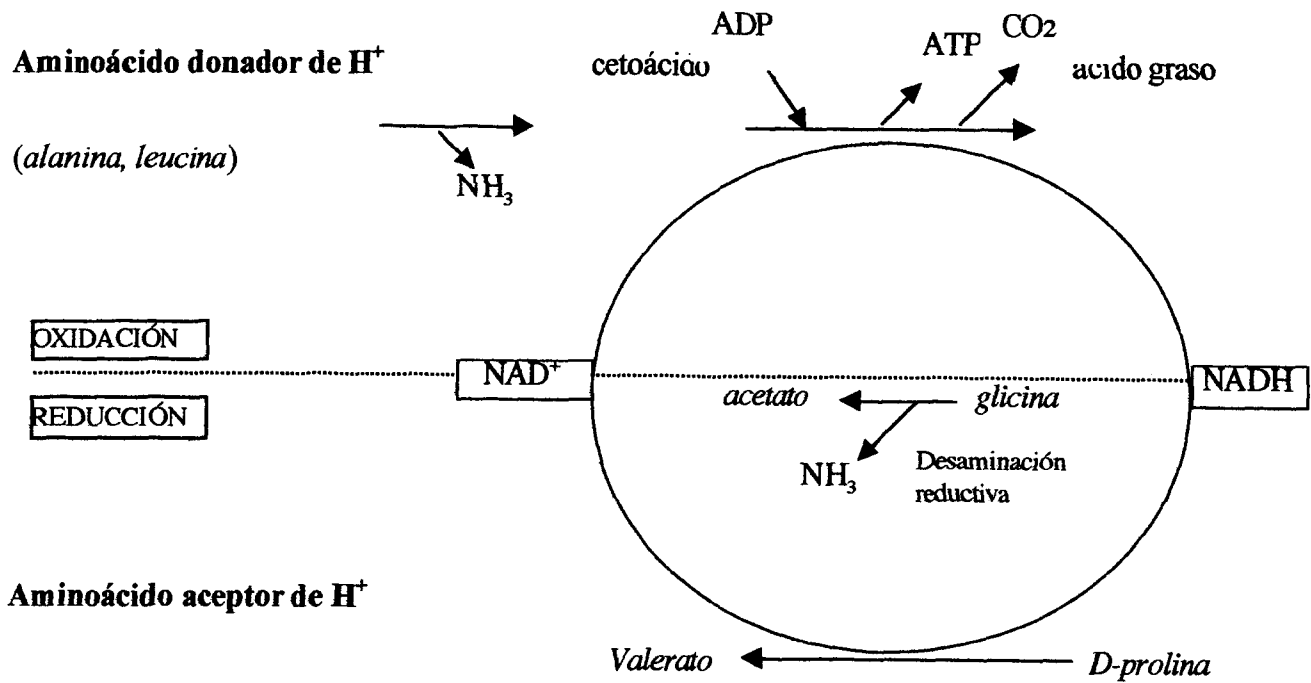 ADP
CO2
Aminoácido donador de H⁺
cetoácido
ATP
acido graso
(alanina, leucina)
NH₃
OXIDACIÓN
NAD⁺
NADH
REDUCCIÓN
acetato
glicina
NH₃
Desaminación
reductiva
Aminoácido aceptor de H⁺
Valerato
D-prolina